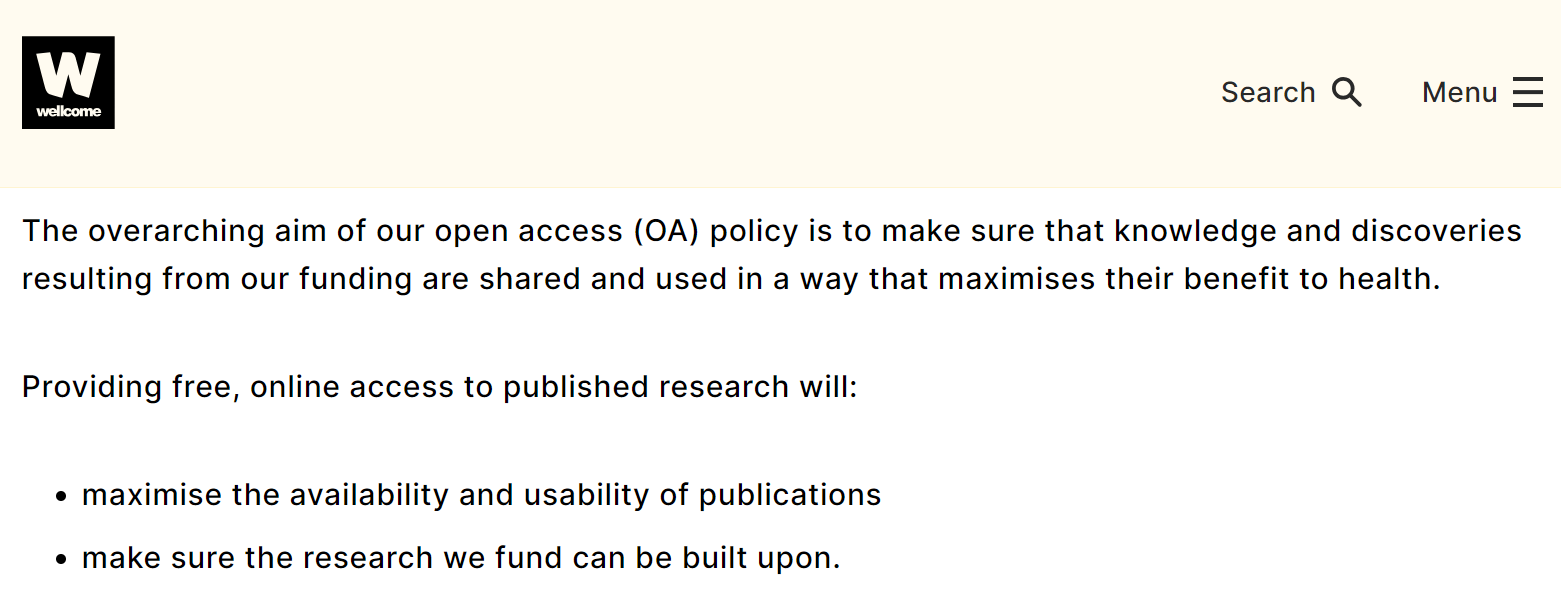 W
wellcome
Search
Menu
The overarching aim of our open access (OA) policy is to make sure that knowledge and discoveries
resulting from our funding are shared and used in a way that maximises their benefit to health.
Providing free, online access to published research will:
• maximise the availability and usability of publications
• make sure the research we fund can be built upon.